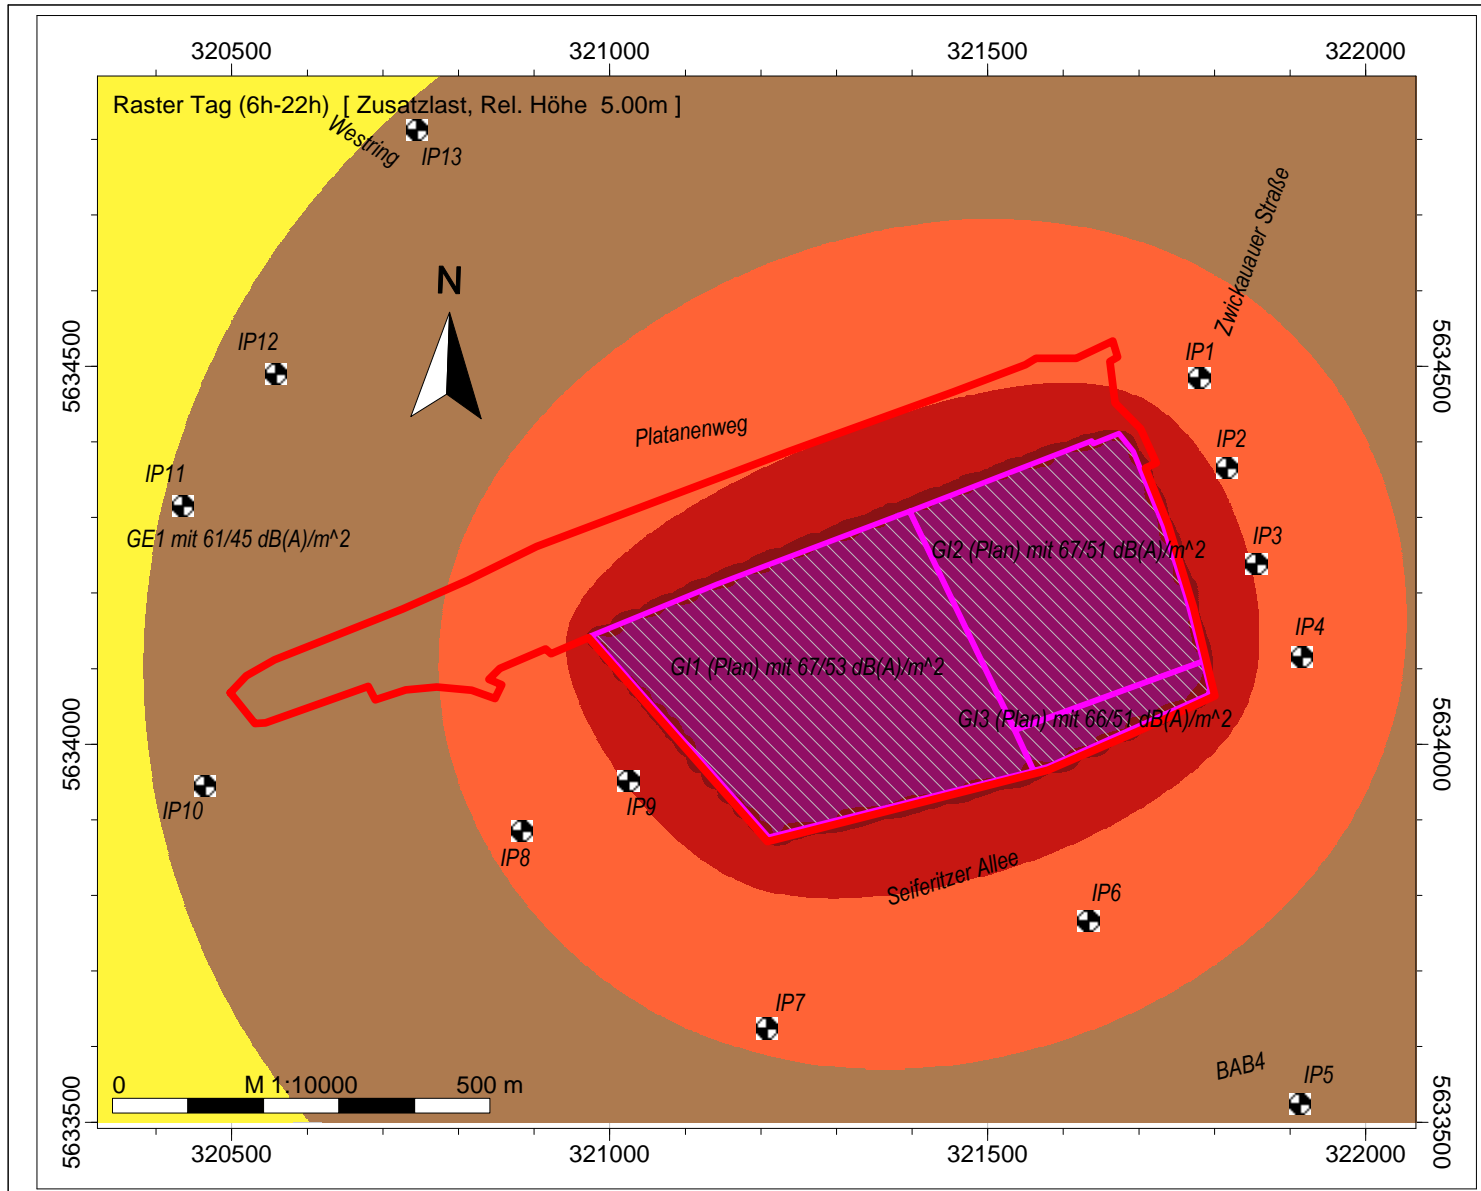 320500 321000 321500 322000
Raster Tag (6h-22h) [ Zusatzlast, Rel. Höhe 5.00m ]
Westring
IP13
Zwickauauer Straße
N
5634500
5634500
IP12
IP1
Platanenweg
IP2
IP11
GE1 mit 61/45 dB(A)/m^2
GI2 (Plan) mit 67/51 dB(A)/m^2
IP3
IP4
GI1 (Plan) mit 67/53 dB(A)/m^2
GI3 (Plan) mit 66/51 dB(A)/m^2
5634000
5634000
IP10
IP9
IP8
Seiferitzer Allee
IP6
IP7
BAB4
IP5
0 M 1:10000 500 m
5633500
5633500
320500 321000 321500 322000